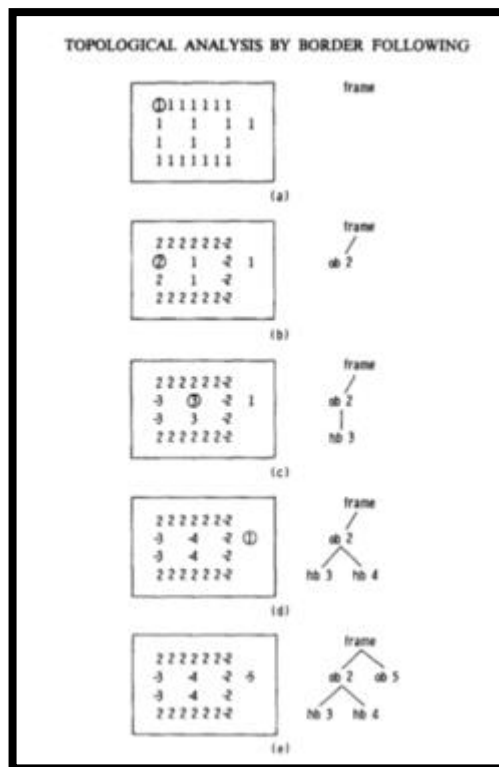 TOPOLOGICAL ANALYSIS BY BORDER FOLLOWING
frame
① 1 1 1 1 1 1
1 1 1 1
1 1 1
1 1 1 1 1 1 1
(a)
frame
2 2 2 2 2 2 -2
② 1 -2 1
2 1 -2
2 2 2 2 2 2 -2
ob 2
(b)
frame
2 2 2 2 2 2 -2
-3 ③ -2 1
-3 3 -2
2 2 2 2 2 2 -2
ob 2
hb 3
(c)
frame
2 2 2 2 2 2 -2
-3 -4 -2 ①
-3 -4 -2
2 2 2 2 2 2 -2
ob 2
hb 3 hb 4
(d)
frame
2 2 2 2 2 2 -2
-3 -4 -2 -5
-3 -4 -2
2 2 2 2 2 2 -2
ob 2 ob 5
hb 3 hb 4
(e)